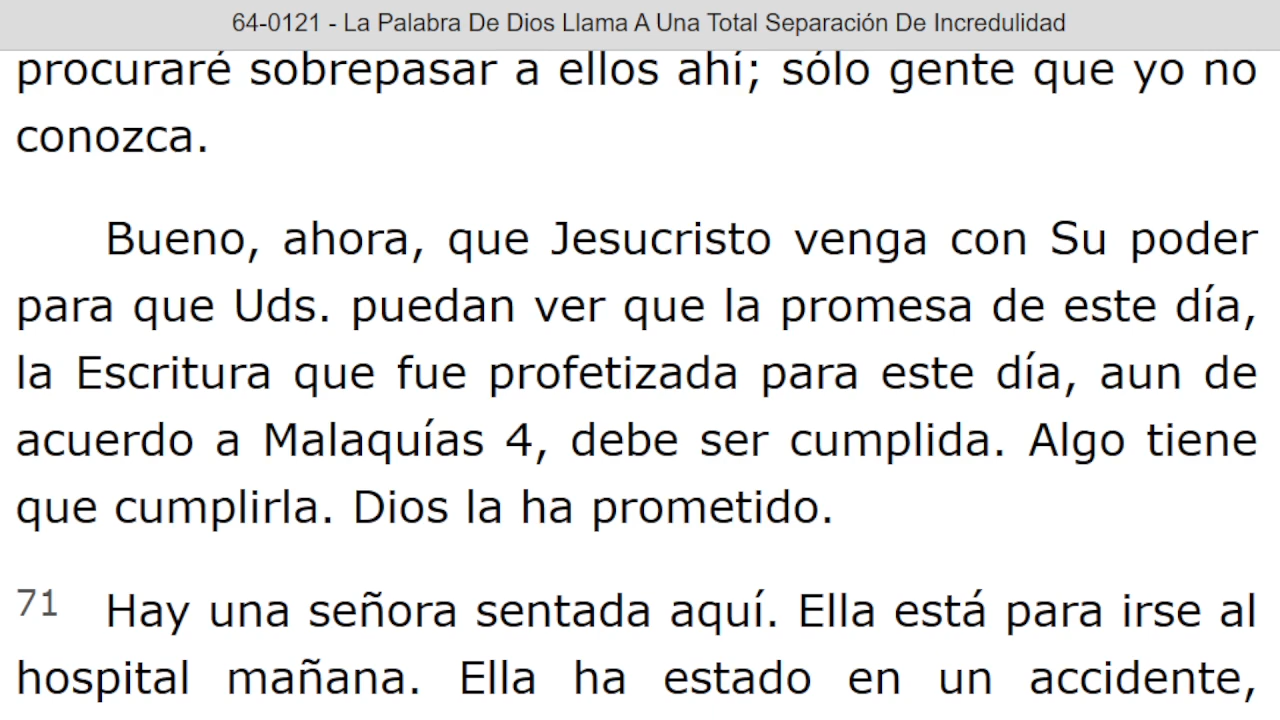 64-0121 - La Palabra De Dios Llama A Una Total Separación De Incredulidad
procuraré sobrepasar a ellos ahí; sólo gente que yo no
conozca.
Bueno, ahora, que Jesucristo venga con Su poder
para que Uds. puedan ver que la promesa de este día,
la Escritura que fue profetizada para este día, aun de
acuerdo a Malaquías 4, debe ser cumplida. Algo tiene
que cumplirla. Dios la ha prometido.
71 Hay una señora sentada aquí. Ella está para irse al
hospital mañana. Ella ha estado en un accidente,